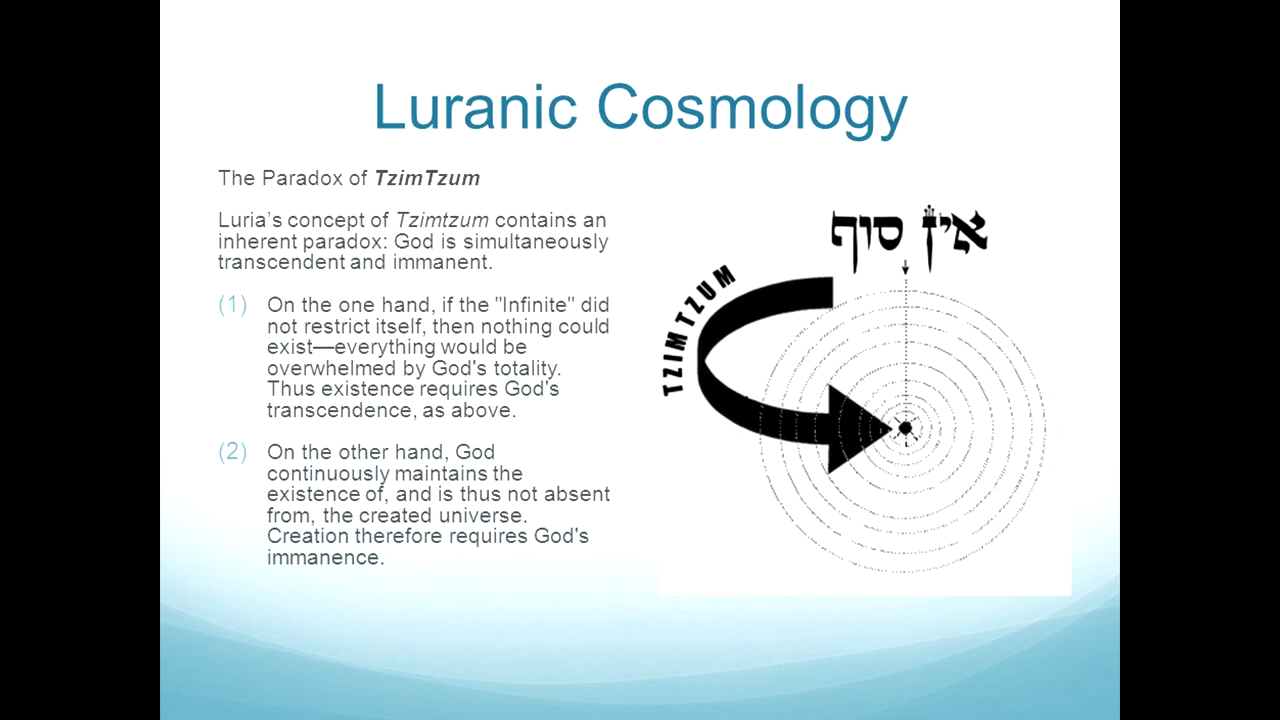 Luranic Cosmology
The Paradox of TzimTzum
Luria’s concept of Tzimtzum contains an
inherent paradox: God is simultaneously
transcendent and immanent.
(1) On the one hand, if the "Infinite" did
not restrict itself, then nothing could
exist—everything would be
overwhelmed by God's totality.
Thus existence requires God's
transcendence, as above.
(2) On the other hand, God
continuously maintains the
existence of, and is thus not absent
from, the created universe.
Creation therefore requires God's
immanence.
אין סוף
TZIMTZUM